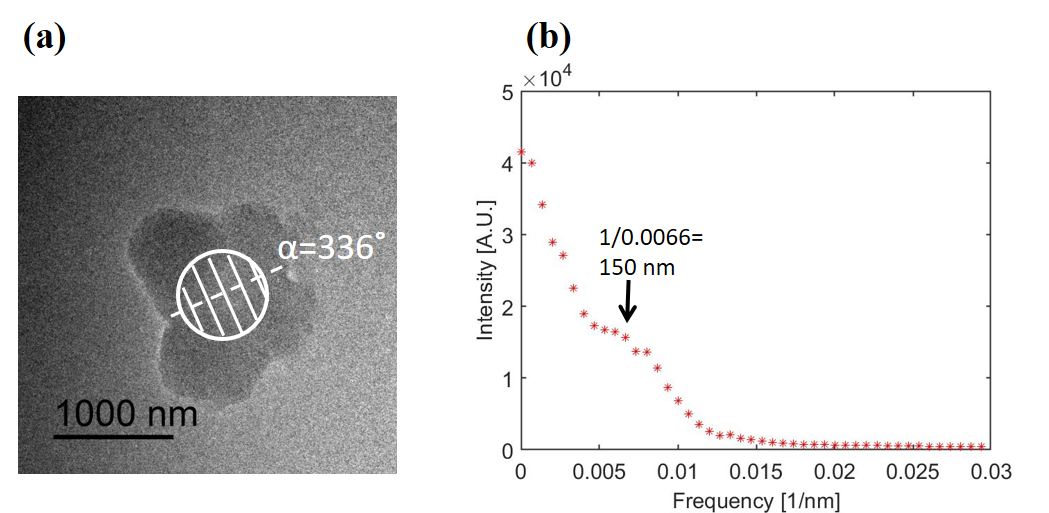 (a)
α=336°
1000 nm
(b)
×10⁴
5
4
3
2
1
0
Intensity [A.U.]
1/0.0066=
150 nm
0 0.005 0.01 0.015 0.02 0.025 0.03
Frequency [1/nm]